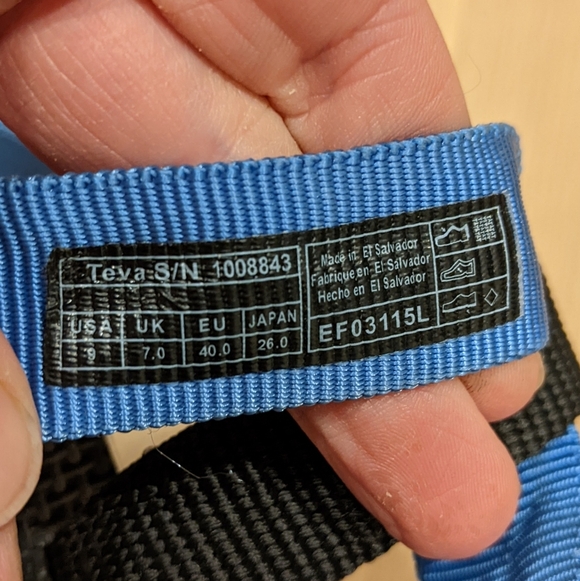 Teva S/N 1008843
USA UK EU JAPAN
9 7.0 40.0 26.0
Made in El Salvador
Fabrique en El Salvador
Hecho en El Salvador
EF03115L